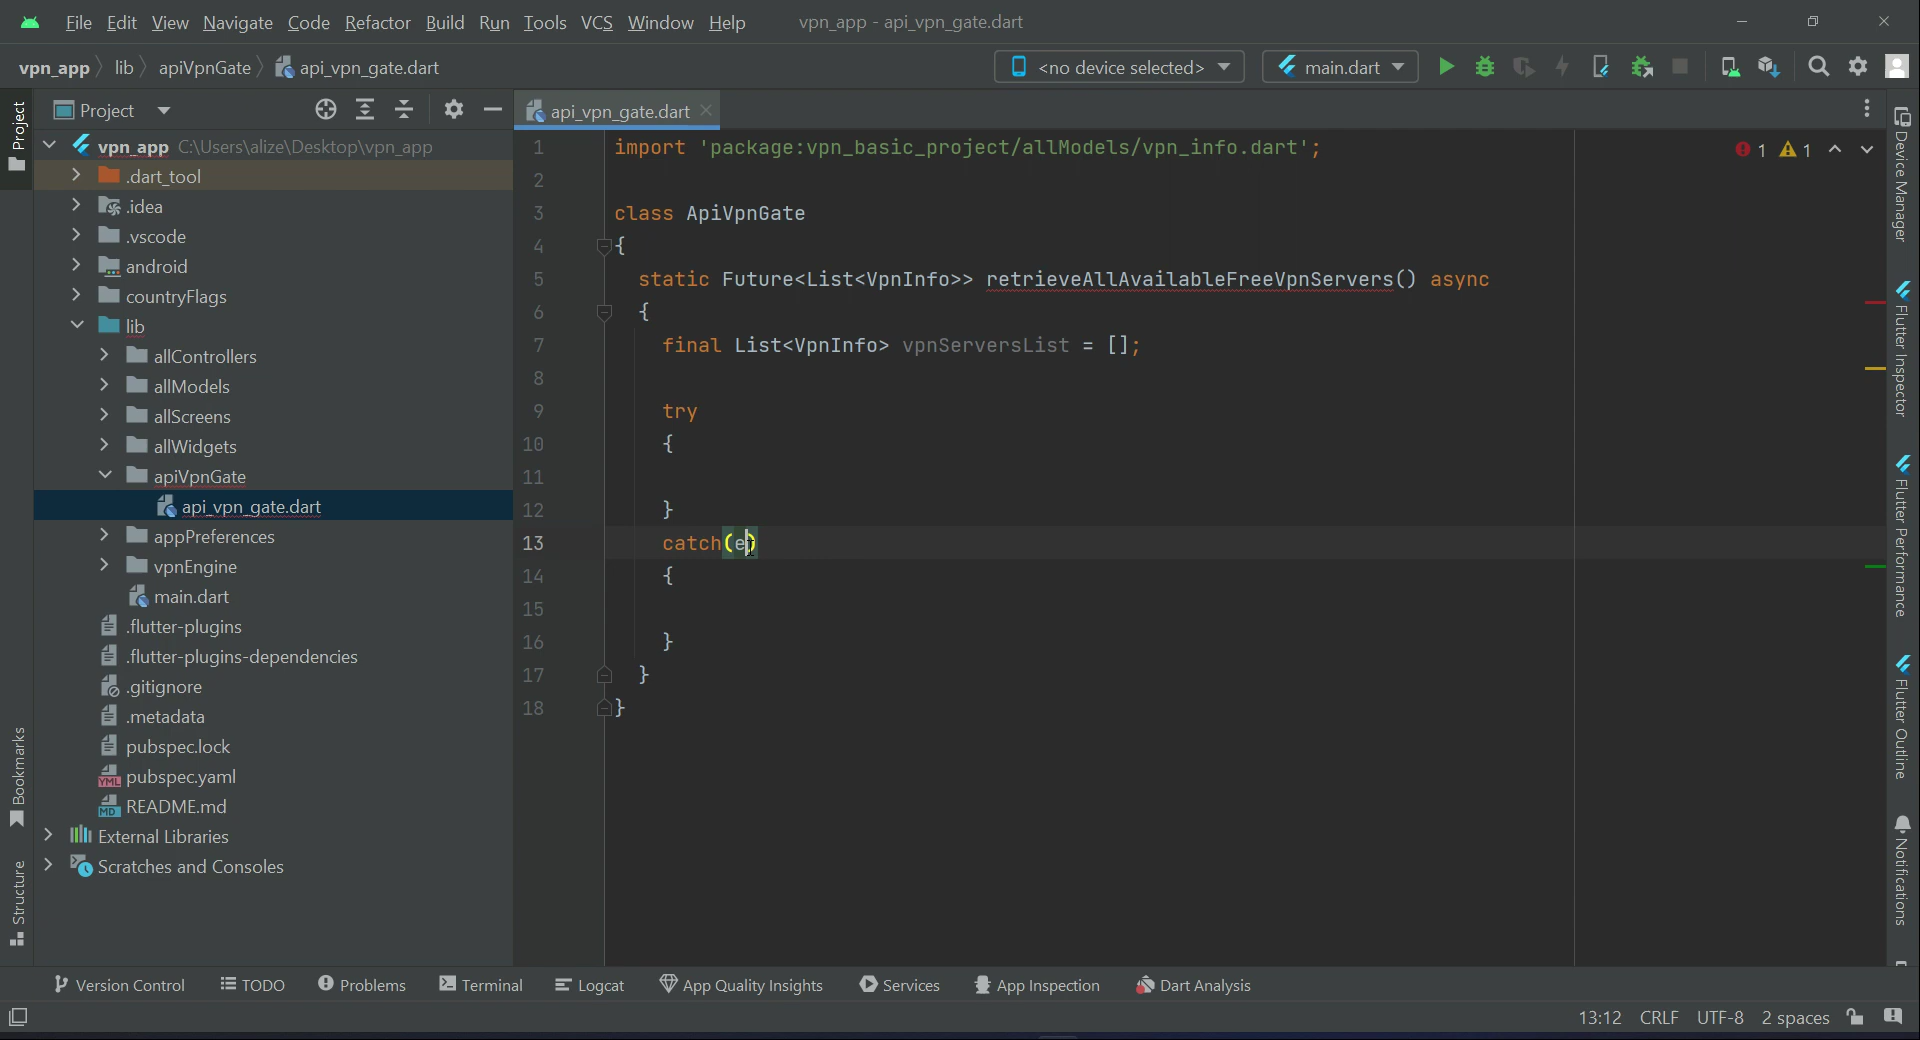 File Edit View Navigate Code Refactor Build Run Tools VCS Window Help vpn_app - api_vpn_gate.dart
vpn_app lib apiVpnGate api_vpn_gate.dart <no device selected> main.dart
Project
api_vpn_gate.dart
Project
vpn_app C:\Users\alize\Desktop\vpn_app
.dart_tool
.idea
.vscode
android
countryFlags
lib
allControllers
allModels
allScreens
allWidgets
apiVpnGate
api_vpn_gate.dart
appPreferences
vpnEngine
main.dart
.flutter-plugins
.flutter-plugins-dependencies
.gitignore
.metadata
pubspec.lock
pubspec.yaml
README.md
External Libraries
Scratches and Consoles
Bookmarks
Structure
1 import 'package:vpn_basic_project/allModels/vpn_info.dart';
2
3 class ApiVpnGate
4 {
5 static Future<List<VpnInfo>> retrieveAllAvailableFreeVpnServers() async
6 {
7 final List<VpnInfo> vpnServersList = [];
8
9 try
10 {
11
12 }
13 catch(e)
14 {
15
16 }
17 }
18 }
1 1
Device Manager
Flutter Inspector
Flutter Performance
Flutter Outline
Notifications
Version Control TODO Problems Terminal Logcat App Quality Insights Services App Inspection Dart Analysis
13:12 CRLF UTF-8 2 spaces